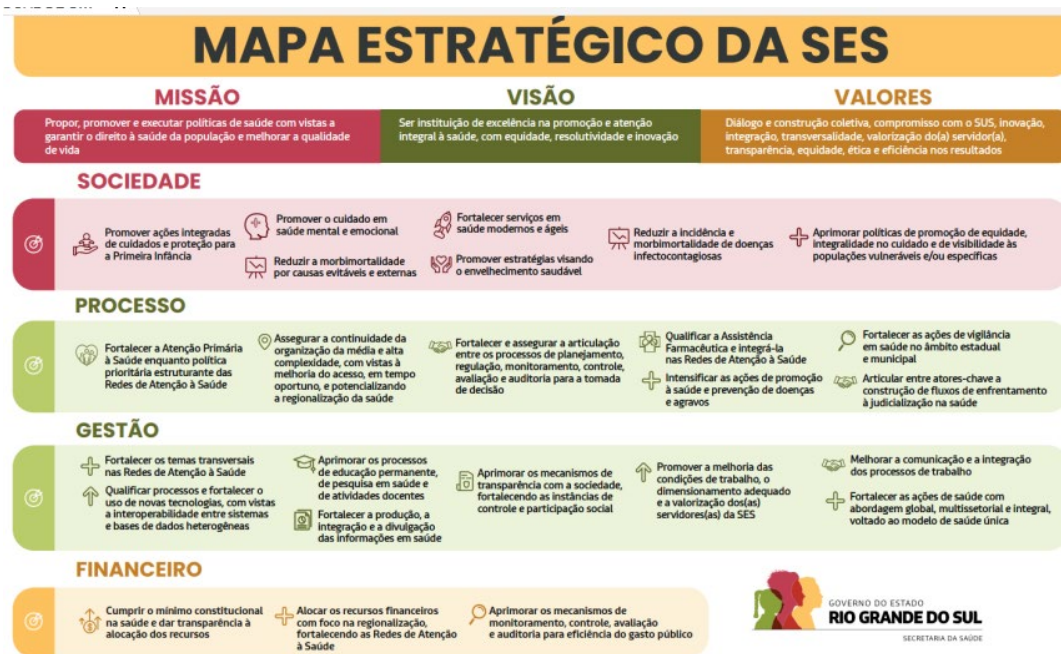 MAPA ESTRATÉGICO DA SES
MISSÃO
Propor, promover e executar políticas de saúde com vistas a
garantir o direito à saúde da população e melhorar a qualidade
de vida
VISÃO
Ser instituição de excelência na promoção e atenção
integral à saúde, com equidade, resolutividade e inovação
VALORES
Diálogo e construção coletiva, compromisso com o SUS, inovação,
integração, transversalidade, valorização do(a) servidor(a),
transparência, equidade, ética e eficiência nos resultados
SOCIEDADE
Promover ações integradas
de cuidados e proteção para
a Primeira Infância
Promover o cuidado em
saúde mental e emocional
Reduzir a morbimortalidade
por causas evitáveis e externas
Fortalecer serviços em
saúde modernos e ágeis
Promover estratégias visando
o envelhecimento saudável
Reduzir a incidência e
morbimortalidade de doenças
infectocontagiosas
Aprimorar políticas de promoção de equidade,
integralidade no cuidado e de visibilidade às
populações vulneráveis e/ou específicas
PROCESSO
Fortalecer a Atenção Primária
à Saúde enquanto política
prioritária estruturante das
Redes de Atenção à Saúde
Assegurar a continuidade da
organização da média e alta
complexidade, com vistas à
melhoria do acesso, em tempo
oportuno, e potencializando
a regionalização da saúde
Fortalecer e assegurar a articulação
entre os processos de planejamento,
regulação, monitoramento, controle,
avaliação e auditoria para a tomada
de decisão
Qualificar a Assistência
Farmacêutica e integrá-la
nas Redes de Atenção à Saúde
Intensificar as ações de promoção
à saúde e prevenção de doenças
e agravos
Fortalecer as ações de vigilância
em saúde no âmbito estadual
e municipal
Articular entre atores-chave a
construção de fluxos de enfrentamento
à judicialização na saúde
GESTÃO
Fortalecer os temas transversais
nas Redes de Atenção à Saúde
Qualificar processos e fortalecer o
uso de novas tecnologias, com vistas
a interoperabilidade entre sistemas
e bases de dados heterogêneas
Aprimorar os processos
de educação permanente,
de pesquisa em saúde e
de atividades docentes
Fortalecer a produção, a
integração e a divulgação
das informações em saúde
Aprimorar os mecanismos de
transparência com a sociedade,
fortalecendo as instâncias de
controle e participação social
Promover a melhoria das
condições de trabalho, o
dimensionamento adequado
e a valorização dos(as)
servidores(as) da SES
Melhorar a comunicação e a integração
dos processos de trabalho
Fortalecer as ações de saúde com
abordagem global, multissetorial e integral,
voltado ao modelo de saúde única
FINANCEIRO
Cumprir o mínimo constitucional
na saúde e dar transparência à
alocação dos recursos
Alocar os recursos financeiros
com foco na regionalização,
fortalecendo as Redes de Atenção
à Saúde
Aprimorar os mecanismos de
monitoramento, controle, avaliação
e auditoria para eficiência do gasto público
GOVERNO DO ESTADO
RIO GRANDE DO SUL
SECRETARIA DA SAÚDE